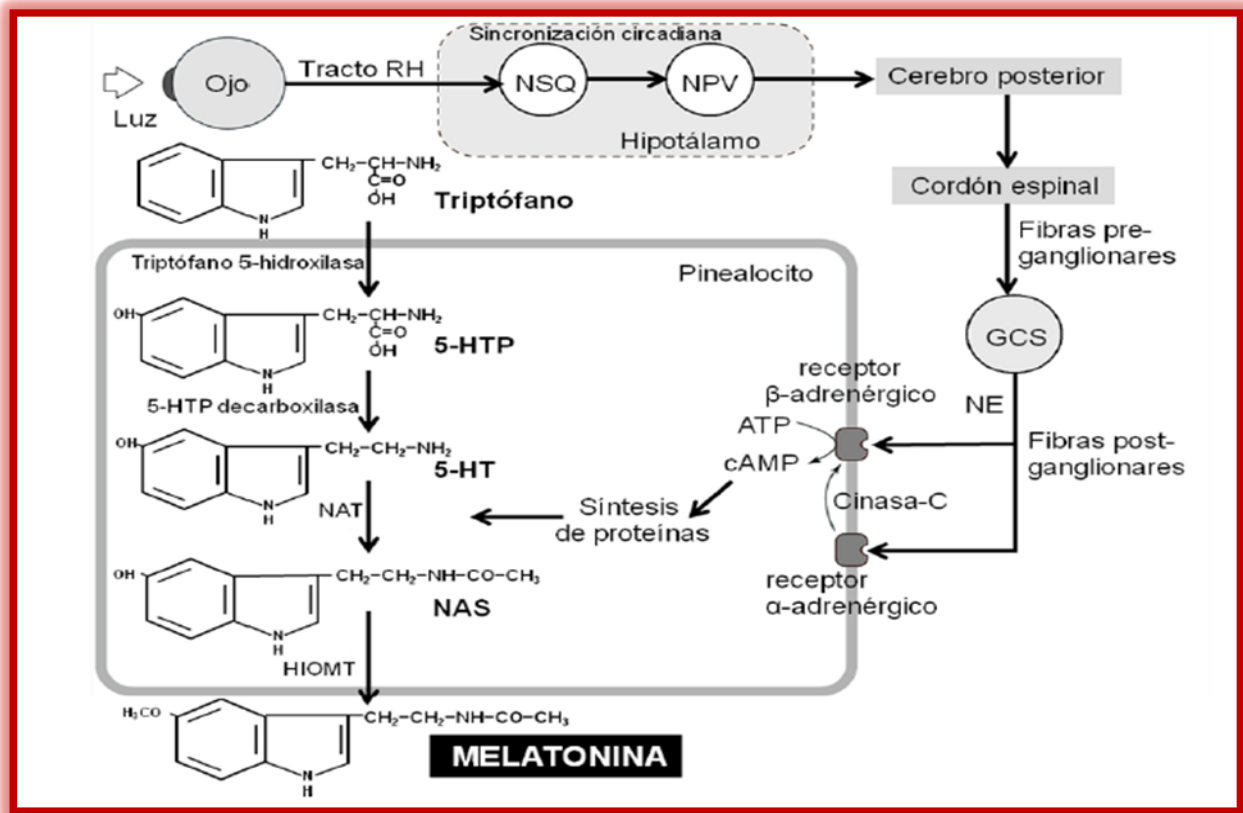 Sincronización circadiana
Ojo
Tracto RH
NSQ
NPV
Cerebro posterior
Luz
Hipotálamo
CH₂-CH-NH₂
C=O
OH
N
H
Triptófano
Cordón espinal
Fibras pre-
ganglionares
Triptófano 5-hidroxilasa
Pinealocito
OH
CH₂-CH-NH₂
C=O
OH
N
H
5-HTP
GCS
5-HTP decarboxilasa
receptor
β-adrenérgico
NE
ATP
cAMP
Fibras post-
ganglionares
OH
CH₂-CH₂-NH₂
N
H
5-HT
NAT
Síntesis
de proteínas
Cinasa-C
receptor
α-adrenérgico
OH
CH₂-CH₂-NH-CO-CH₃
N
H
NAS
HIOMT
H₃CO
CH₂-CH₂-NH-CO-CH₃
N
H
MELATONINA